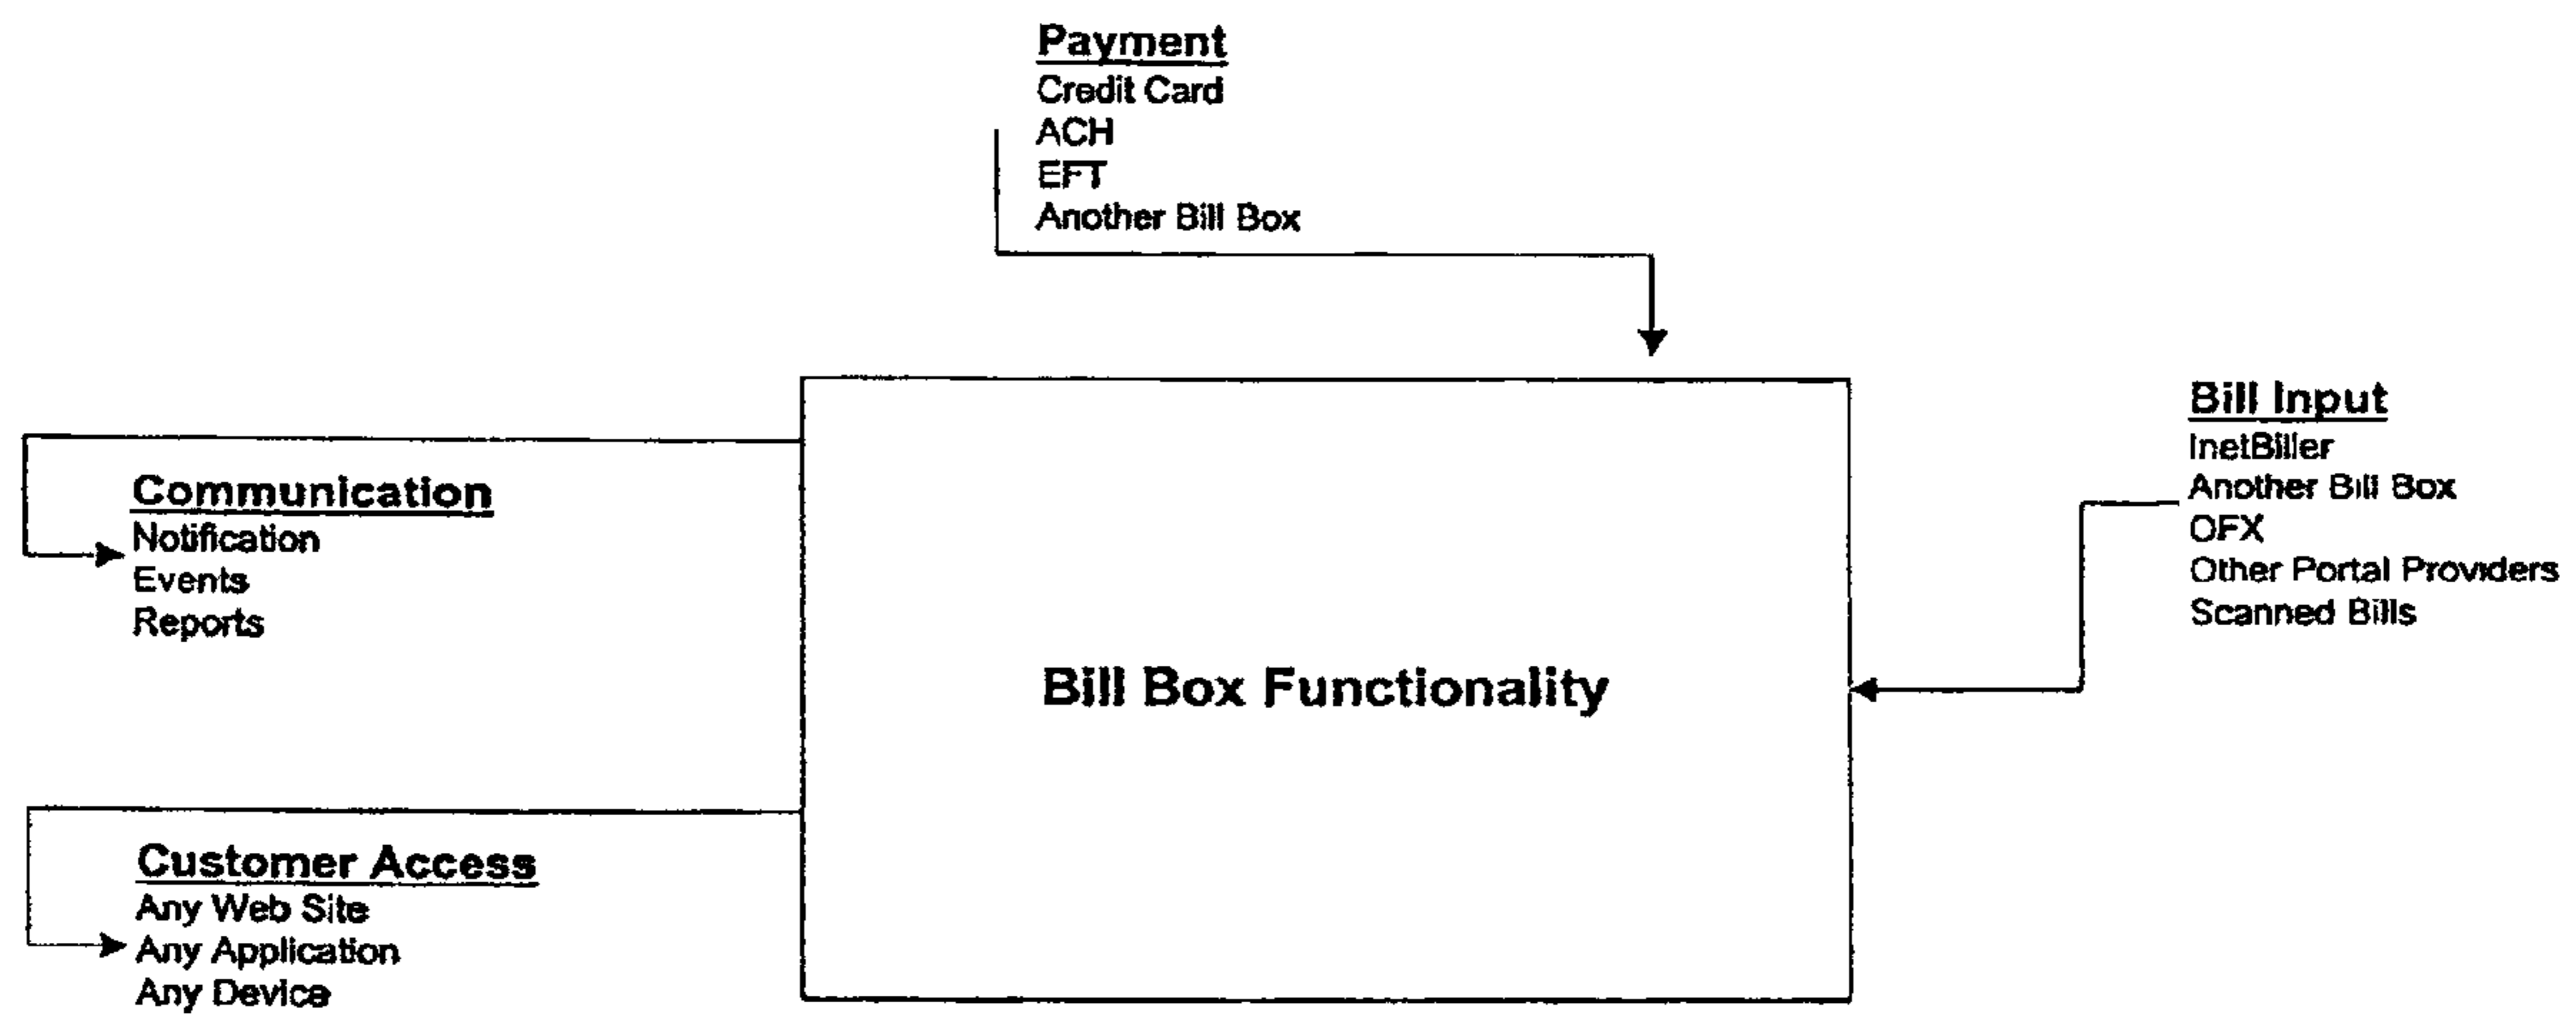 Payment
Credit Card
ACH
EFT
Another Bill Box
Bill Input
InetBiller
Another Bill Box
OFX
Other Portal Providers
Scanned Bills
Communication
Notification
Events
Reports
Bill Box Functionality
Customer Access
Any Web Site
Any Application
Any Device